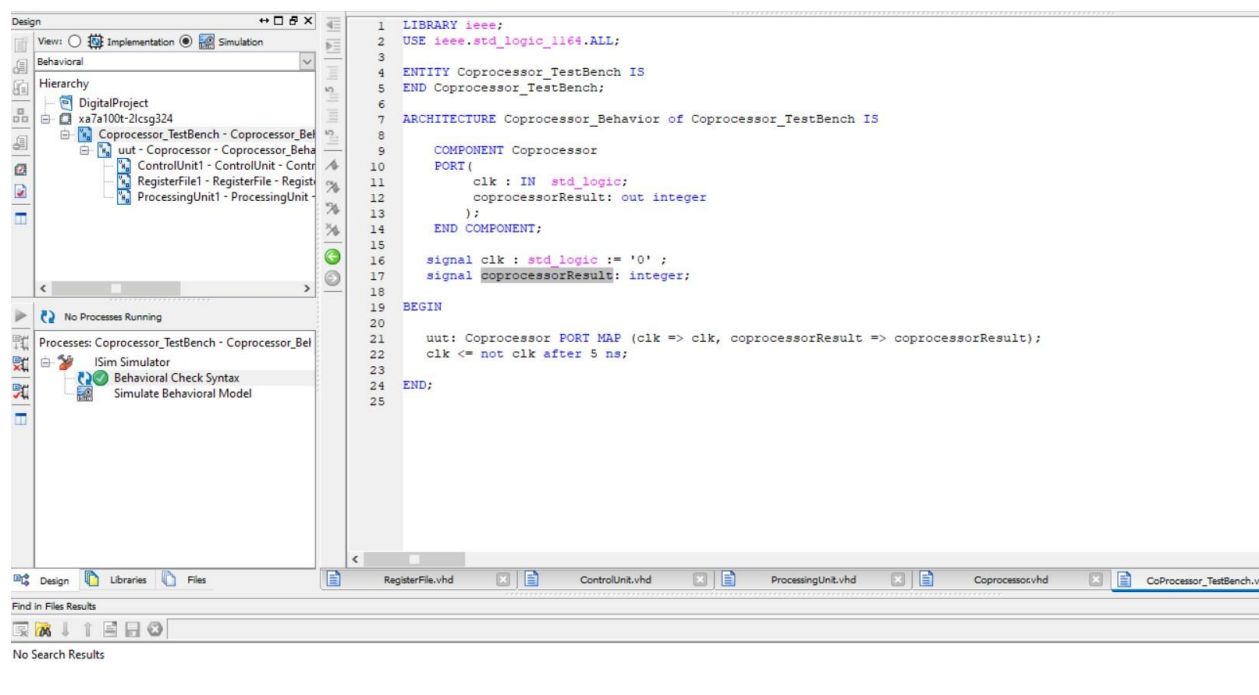 Design
View: Implementation Simulation
Behavioral
Hierarchy
DigitalProject
xa7a100t-2lcsg324
Coprocessor_TestBench - Coprocessor_Bel
uut - Coprocessor - Coprocessor_Beha
ControlUnit1 - ControlUnit - Contr
RegisterFile1 - RegisterFile - Regist
ProcessingUnit1 - ProcessingUnit -
No Processes Running
Processes: Coprocessor_TestBench - Coprocessor_Bel
ISim Simulator
Behavioral Check Syntax
Simulate Behavioral Model
Design Libraries Files
1 LIBRARY ieee;
2 USE ieee.std_logic_1164.ALL;
3
4 ENTITY Coprocessor_TestBench IS
5 END Coprocessor_TestBench;
6
7 ARCHITECTURE Coprocessor_Behavior of Coprocessor_TestBench IS
8
9 COMPONENT Coprocessor
10 PORT(
11 clk : IN std_logic;
12 coprocessorResult: out integer
13 );
14 END COMPONENT;
15
16 signal clk : std_logic := '0' ;
17 signal coprocessorResult: integer;
18
19 BEGIN
20
21 uut: Coprocessor PORT MAP (clk => clk, coprocessorResult => coprocessorResult);
22 clk <= not clk after 5 ns;
23
24 END;
25
RegisterFile.vhd ControlUnit.vhd ProcessingUnit.vhd Coprocessor.vhd CoProcessor_TestBench.v
Find in Files Results
No Search Results